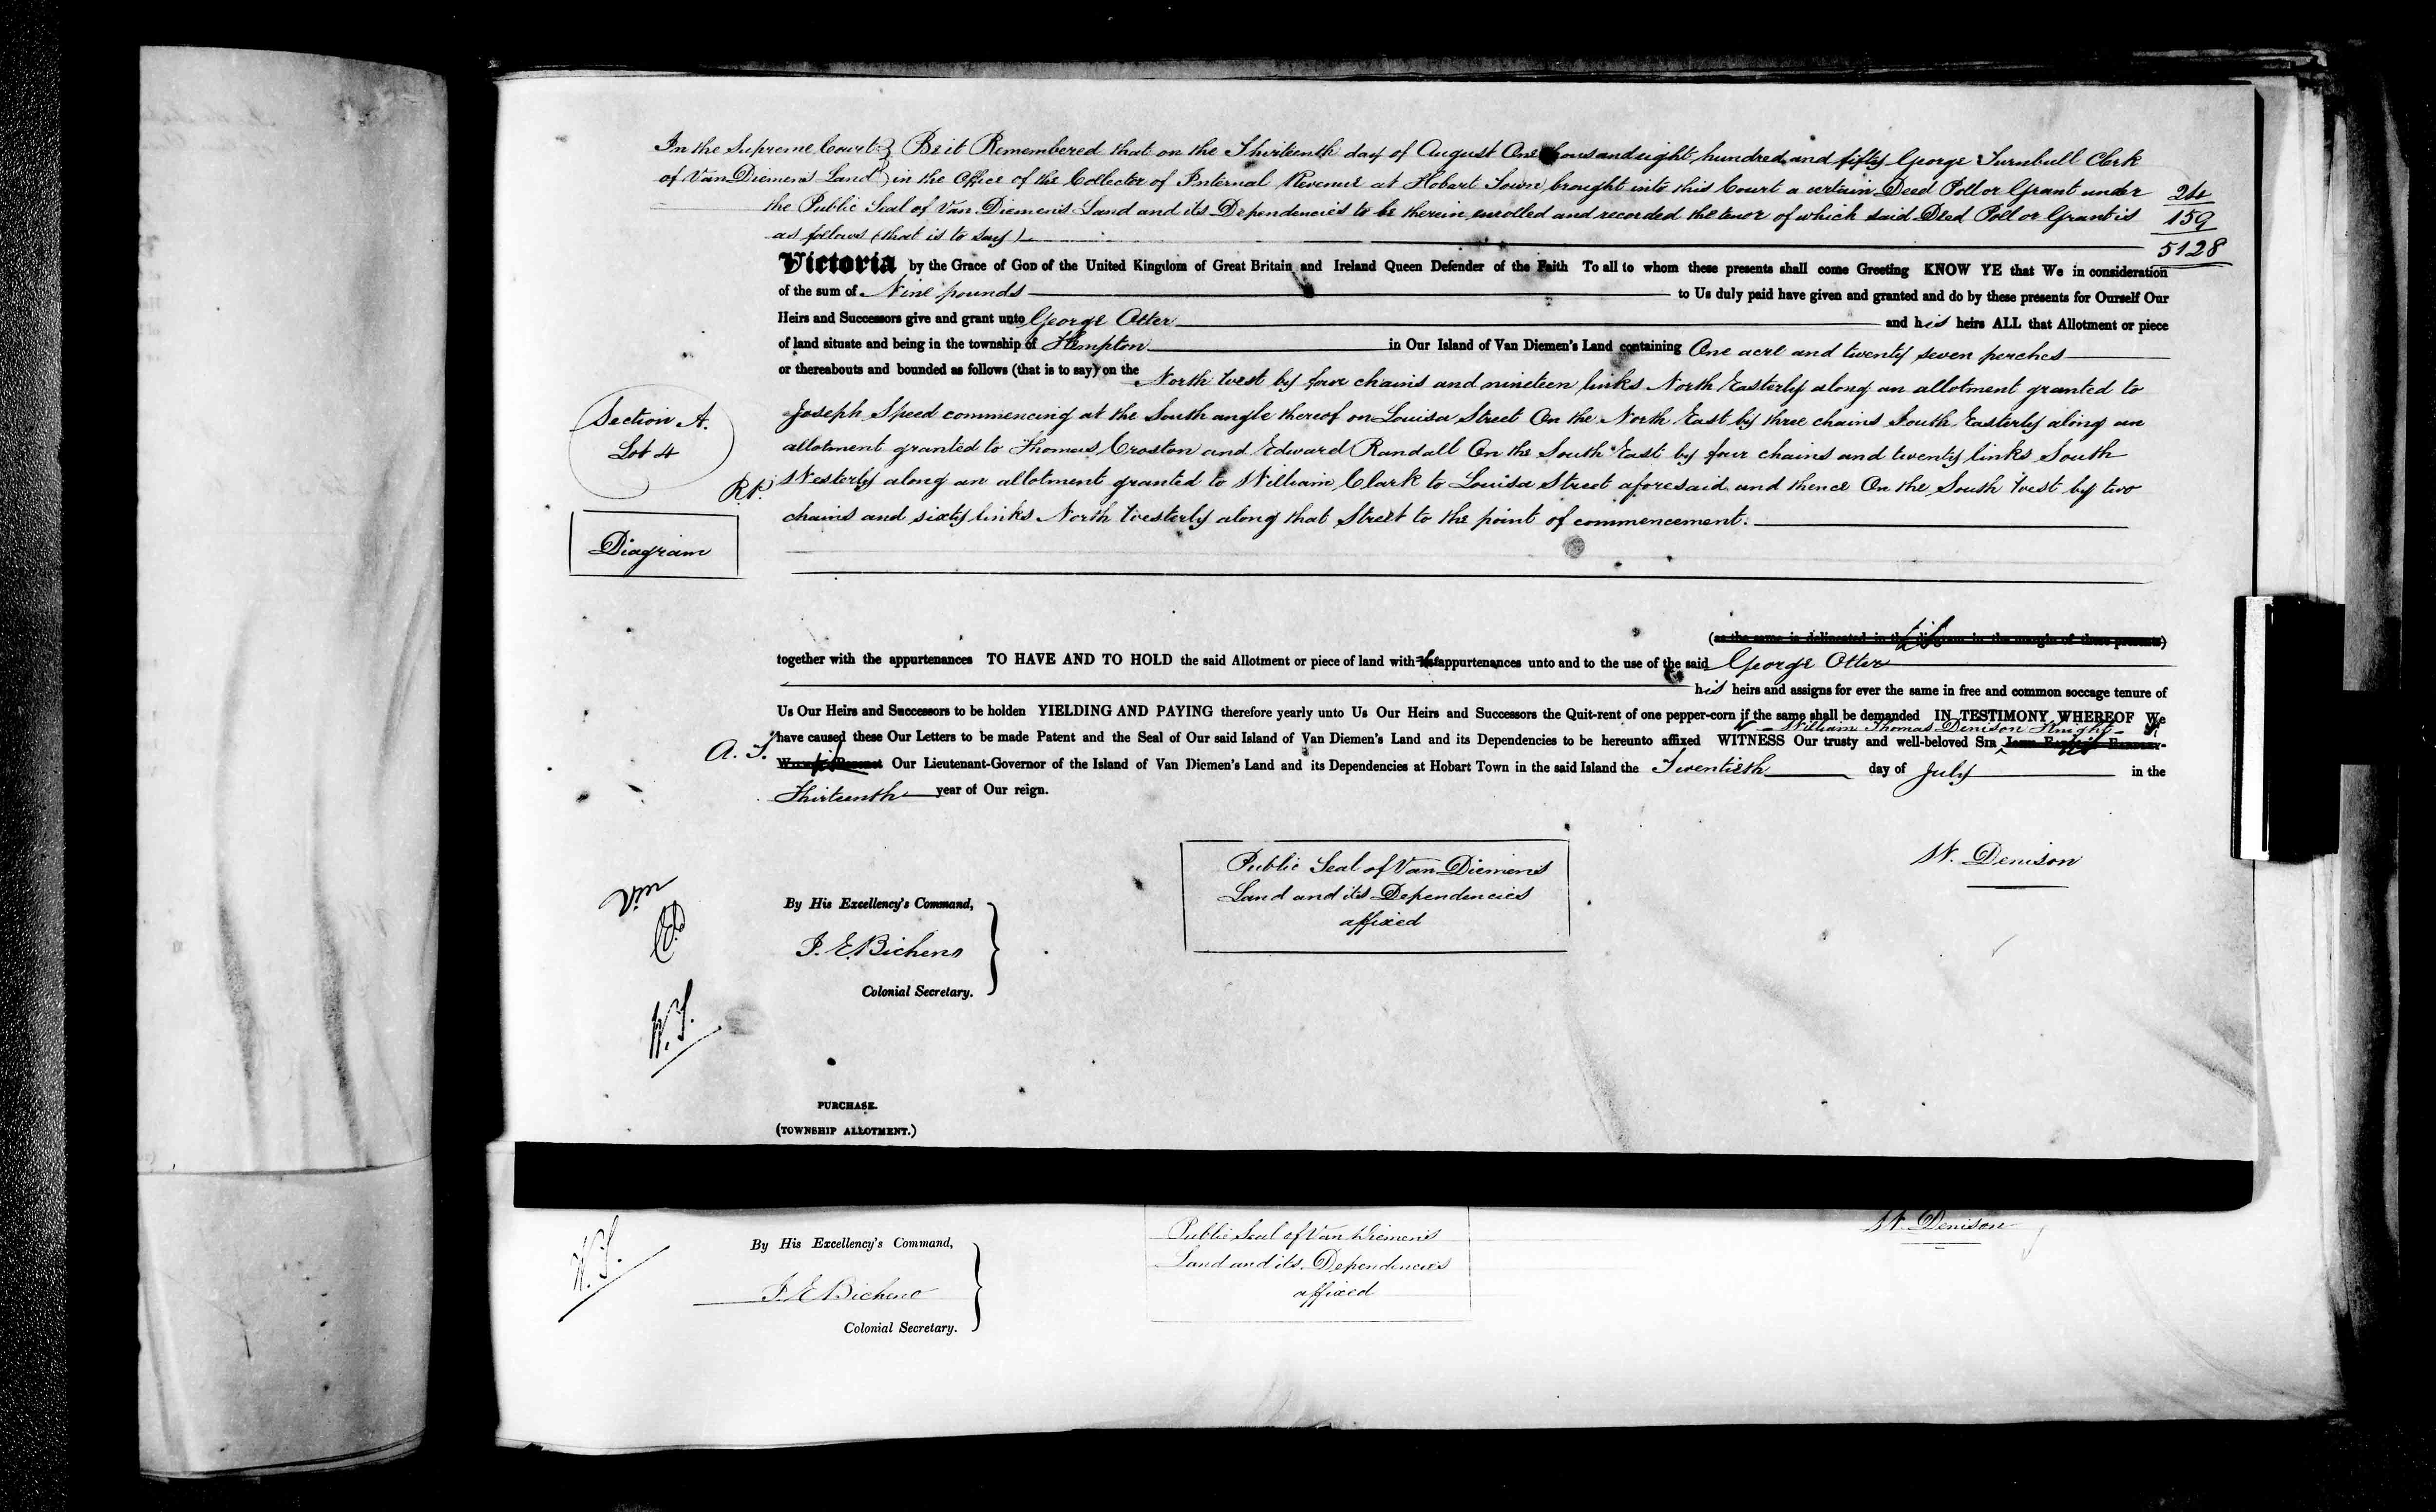 In the Supreme Court } Be it Remembered that on the Thirteenth day of August One thousand eight hundred and fifty George Turnbull Clerk
of Van Diemen's Land } in the Office of the Collector of Internal Revenue at Hobart Town brought into this Court a certain Deed Poll or Grant under
the Public Seal of Van Diemen's Land and its Dependencies to be therein enrolled and recorded the tenor of which said Deed Poll or Grant is
as follows (that is to say)
24
159
5128
Victoria by the Grace of God of the United Kingdom of Great Britain and Ireland Queen Defender of the Faith To all to whom these presents shall come Greeting KNOW YE that We in consideration
of the sum of Nine pounds to Us duly paid have given and granted and do by these presents for Ourself Our
Heirs and Successors give and grant unto George Otter and his heirs ALL that Allotment or piece
of land situate and being in the township of Kempton in Our Island of Van Diemen's Land containing One acre and twenty seven perches
or thereabouts and bounded as follows (that is to say) on the North West by four chains and nineteen links North Easterly along an allotment granted to
Section A.
Lot 4
Joseph Speed commencing at the South angle thereof on Louisa Street On the North East by three chains South Easterly along an
allotment granted to Thomas Croston and Edward Randall On the South East by four chains and twenty links South
R.P. Westerly along an allotment granted to William Clark to Louisa Street aforesaid and thence On the South West by two
chains and sixty links North Westerly along that Street to the point of commencement.
Diagram
(as the same is delineated in the diagram in the margin of these presents)
together with the appurtenances TO HAVE AND TO HOLD the said Allotment or piece of land with appurtenances unto and to the use of the said George Otter
his heirs and assigns for ever the same in free and common soccage tenure of
Us Our Heirs and Successors to be holden YIELDING AND PAYING therefore yearly unto Us Our Heirs and Successors the Quit-rent of one pepper-corn if the same shall be demanded IN TESTIMONY WHEREOF We
William Thomas Denison Knight
have caused these Our Letters to be made Patent and the Seal of Our said Island of Van Diemen's Land and its Dependencies to be hereunto affixed WITNESS Our trusty and well-beloved SIR JOHN EARDLEY EARDLEY-
WILMOT Baronet Our Lieutenant-Governor of the Island of Van Diemen's Land and its Dependencies at Hobart Town in the said Island the Twentieth day of July in the
Thirteenth year of Our reign.
W. Denison
Public Seal of Van Diemen's
Land and its Dependencies
affixed
By His Excellency's Command,
J. E. Bicheno
Colonial Secretary.
PURCHASE.
(TOWNSHIP ALLOTMENT.)
W. Denison
Public Seal of Van Diemen's
Land and its Dependencies
affixed
By His Excellency's Command,
J. E. Bicheno
Colonial Secretary.